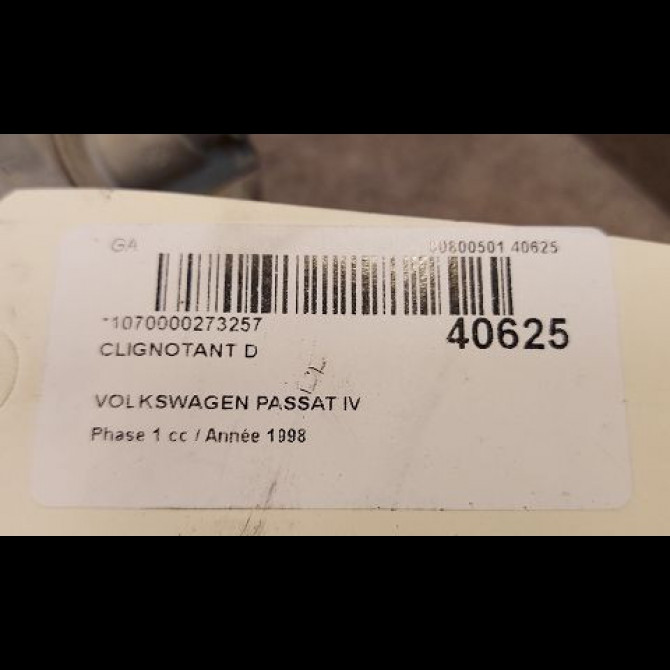 GA 00800501 40625
*1070000273257 40625
CLIGNOTANT D
VOLKSWAGEN PASSAT IV
Phase 1 cc / Année 1998